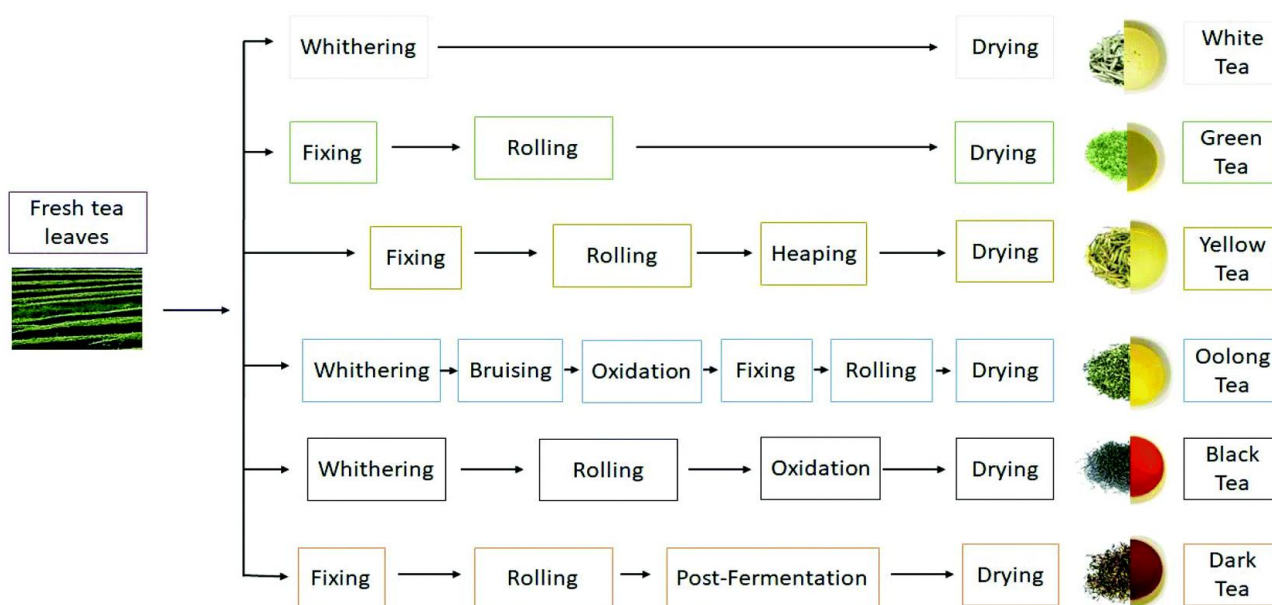 Fresh tea
leaves
Whithering
Drying
White
Tea
Fixing
Rolling
Drying
Green
Tea
Fixing
Rolling
Heaping
Drying
Yellow
Tea
Whithering
Bruising
Oxidation
Fixing
Rolling
Drying
Oolong
Tea
Whithering
Rolling
Oxidation
Drying
Black
Tea
Fixing
Rolling
Post-Fermentation
Drying
Dark
Tea